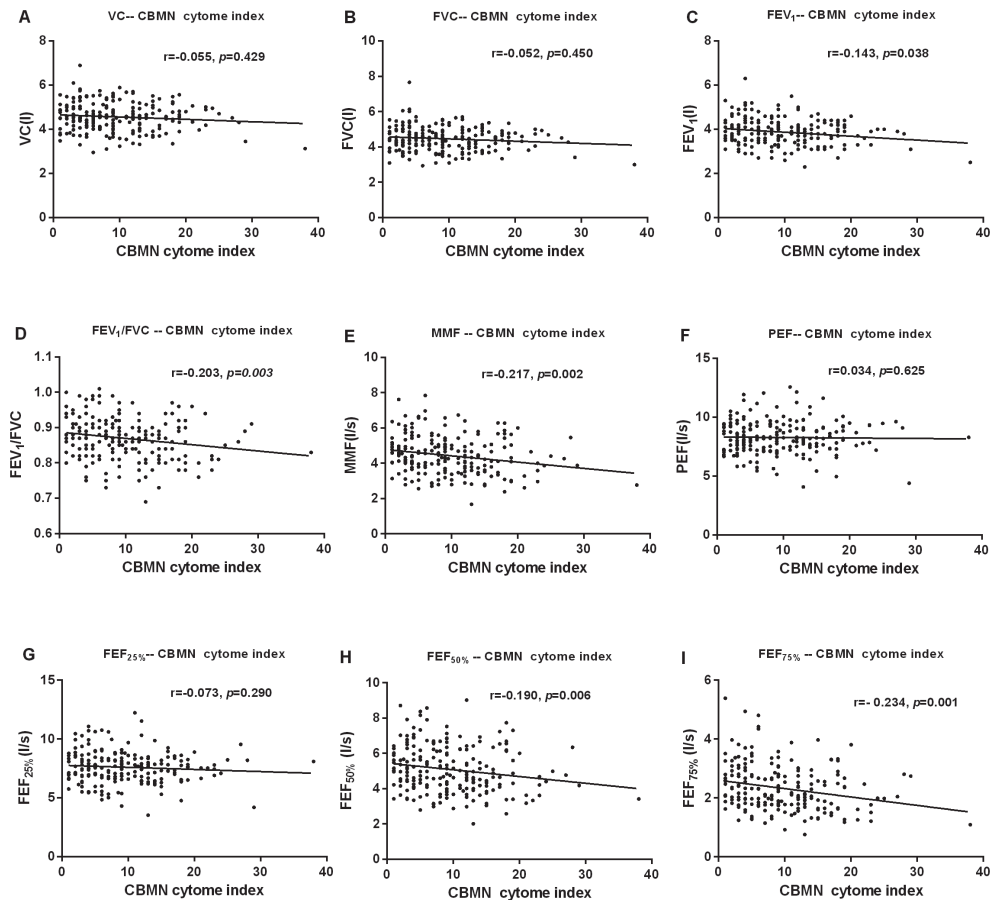 A VC-- CBMN cytome index
r=-0.055, p=0.429
8
6
4
2
0
VC(l)
0 10 20 30 40
CBMN cytome index
B FVC-- CBMN cytome index
r=-0.052, p=0.450
10
8
6
4
2
0
FVC(l)
0 10 20 30 40
CBMN cytome index
C FEV₁-- CBMN cytome index
r=-0.143, p=0.038
8
6
4
2
0
FEV₁(l)
0 10 20 30 40
CBMN cytome index
D FEV₁/FVC -- CBMN cytome index
r=-0.203, p=0.003
1.1
1.0
0.9
0.8
0.7
0.6
FEV₁/FVC
0 10 20 30 40
CBMN cytome index
E MMF -- CBMN cytome index
r=-0.217, p=0.002
10
8
6
4
2
0
MMF(l/s)
0 10 20 30 40
CBMN cytome index
F PEF-- CBMN cytome index
r=0.034, p=0.625
15
10
5
0
PEF(l/s)
0 10 20 30 40
CBMN cytome index
G FEF₂₅%-- CBMN cytome index
r=-0.073, p=0.290
15
10
5
0
FEF₂₅% (l/s)
0 10 20 30 40
CBMN cytome index
H FEF₅₀% -- CBMN cytome index
r=-0.190, p=0.006
10
8
6
4
2
0
FEF₅₀% (l/s)
0 10 20 30 40
CBMN cytome index
I FEF₇₅% -- CBMN cytome index
r=- 0.234, p=0.001
6
4
2
0
FEF₇₅% (l/s)
0 10 20 30 40
CBMN cytome index